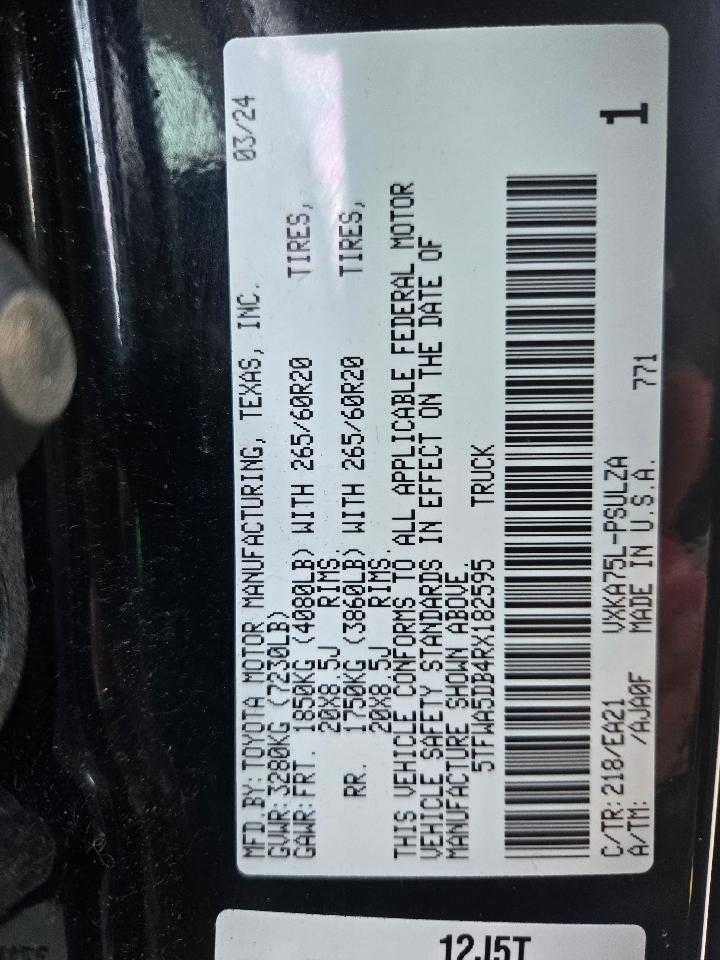 MFD.BY:TOYOTA MOTOR MANUFACTURING, TEXAS, INC. 03/24
GVWR:3280KG (7230LB)
GAWR:FRT. 1850KG (4080LB) WITH 265/60R20 TIRES,
20X8.5J RIMS.
RR. 1750KG (3860LB) WITH 265/60R20 TIRES,
20X8.5J RIMS.
THIS VEHICLE CONFORMS TO ALL APPLICABLE FEDERAL MOTOR
VEHICLE SAFETY STANDARDS IN EFFECT ON THE DATE OF
MANUFACTURE SHOWN ABOVE.
5TFWA5DB4RX182595 TRUCK
1
C/TR:218/EA21 VXKA75L-PSULZA
A/TM: /AJA0F MADE IN U.S.A. 771
12J5T